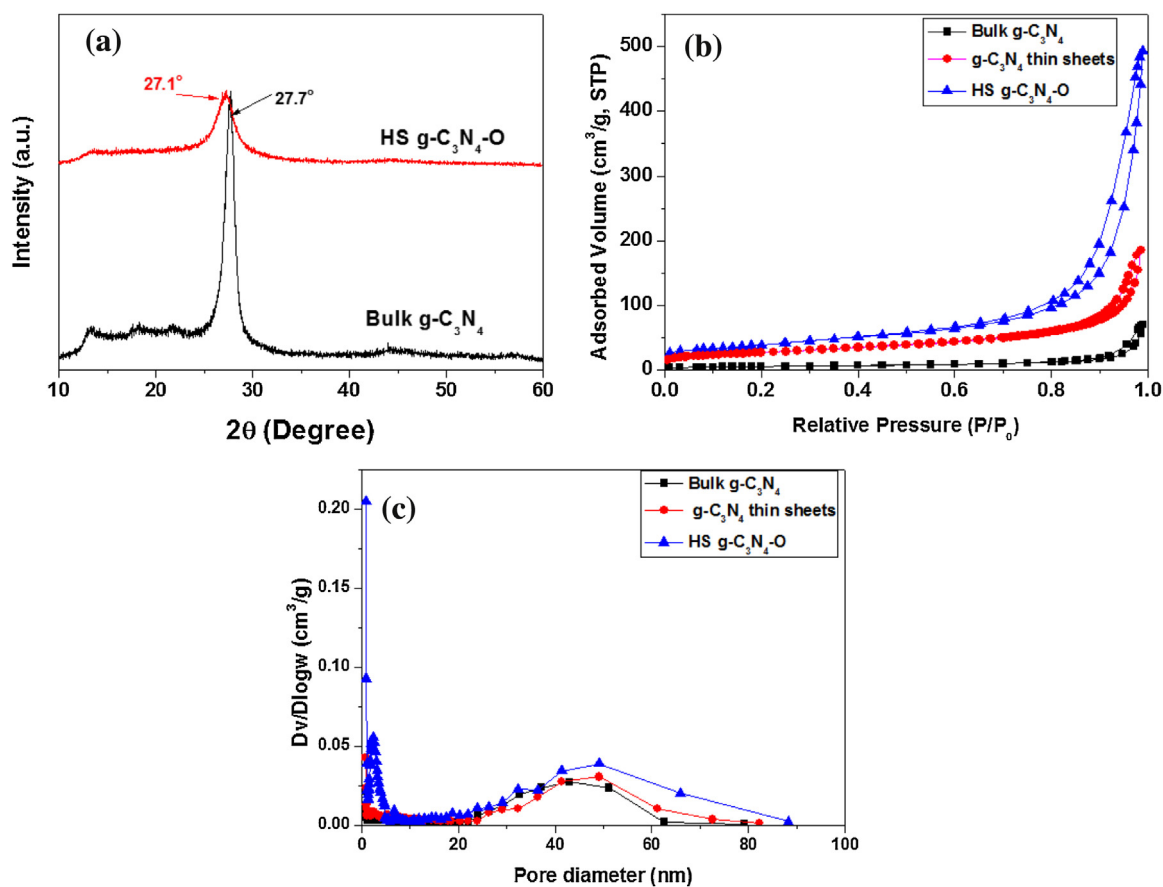 (a)
27.1°
27.7°
HS g-C₃N₄-O
Bulk g-C₃N₄
Intensity (a.u.)
10 20 30 40 50 60
2θ (Degree)
(b)
Bulk g-C₃N₄
g-C₃N₄ thin sheets
HS g-C₃N₄-O
Adsorbed Volume (cm³/g, STP)
500
400
300
200
100
0
0.0 0.2 0.4 0.6 0.8 1.0
Relative Pressure (P/P₀)
(c)
Bulk g-C₃N₄
g-C₃N₄ thin sheets
HS g-C₃N₄-O
Dv/Dlogw (cm³/g)
0.20
0.15
0.10
0.05
0.00
0 20 40 60 80 100
Pore diameter (nm)